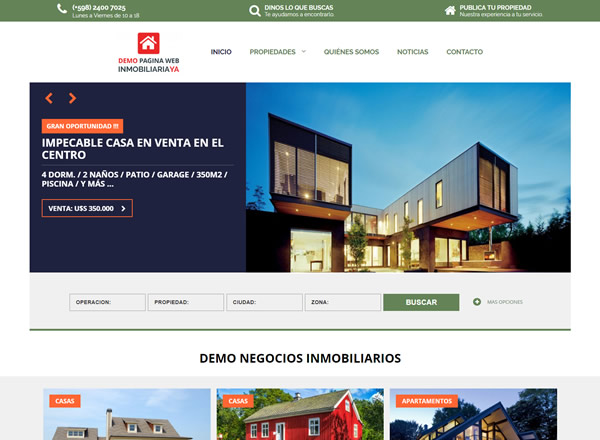 (+598) 2400 7025
Lunes a Viernes de 10 a 18
DINOS LO QUE BUSCAS
Te ayudamos a encontrarlo.
PUBLICA TU PROPIEDAD
Nuestra experiencia a tu servicio
DEMO PAGINA WEB
INMOBILIARIAYA
INICIO
PROPIEDADES
QUIÉNES SOMOS
NOTICIAS
CONTACTO
GRAN OPORTUNIDAD !!!
IMPECABLE CASA EN VENTA EN EL
CENTRO
4 DORM. / 2 NAÑOS / PATIO / GARAGE / 350M2 /
PISCINA / Y MÁS ...
VENTA: U$S 350.000
OPERACION:
PROPIEDAD:
CIUDAD:
ZONA:
BUSCAR
MAS OPCIONES
DEMO NEGOCIOS INMOBILIARIOS
CASAS
CASAS
APARTAMENTOS